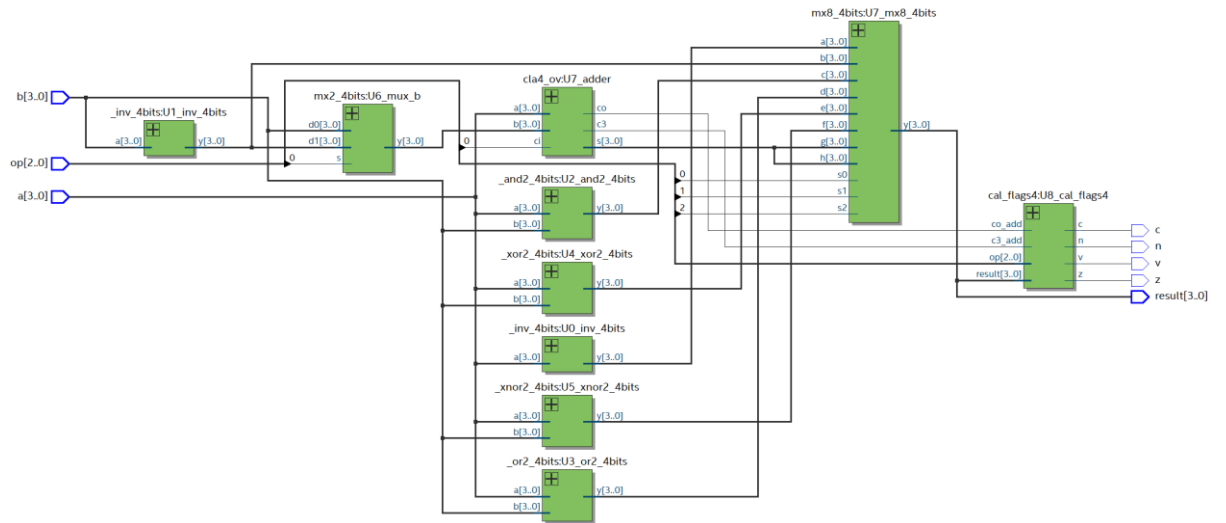 b[3..0]
op[2..0]
a[3..0]
_inv_4bits:U1_inv_4bits
a[3..0] y[3..0]
0
mx2_4bits:U6_mux_b
d0[3..0]
d1[3..0] y[3..0]
s
cla4_ov:U7_adder
a[3..0] co
b[3..0] c3
0 ci s[3..0]
_and2_4bits:U2_and2_4bits
a[3..0] y[3..0]
b[3..0]
_xor2_4bits:U4_xor2_4bits
a[3..0] y[3..0]
b[3..0]
_inv_4bits:U0_inv_4bits
a[3..0] y[3..0]
_xnor2_4bits:U5_xnor2_4bits
a[3..0] y[3..0]
b[3..0]
_or2_4bits:U3_or2_4bits
a[3..0] y[3..0]
b[3..0]
mx8_4bits:U7_mx8_4bits
a[3..0]
b[3..0]
c[3..0]
d[3..0]
e[3..0]
f[3..0] y[3..0]
g[3..0]
h[3..0]
0 s0
1 s1
2 s2
cal_flags4:U8_cal_flags4
co_add c
c3_add n
op[2..0] v
result[3..0] z
c
n
v
z
result[3..0]